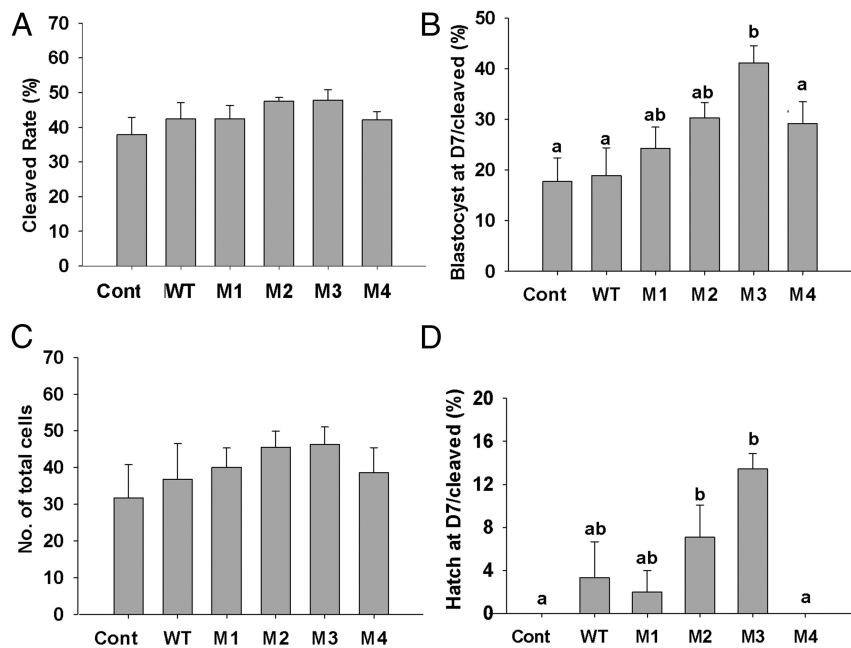 A
Cleaved Rate (%)
70
60
50
40
30
20
10
0
Cont WT M1 M2 M3 M4
B
Blastocyst at D7/cleaved (%)
50
40
30
20
10
0
a a ab ab b a
Cont WT M1 M2 M3 M4
C
No. of total cells
70
60
50
40
30
20
10
0
Cont WT M1 M2 M3 M4
D
Hatch at D7/cleaved (%)
20
16
12
8
4
0
a ab ab b b a
Cont WT M1 M2 M3 M4